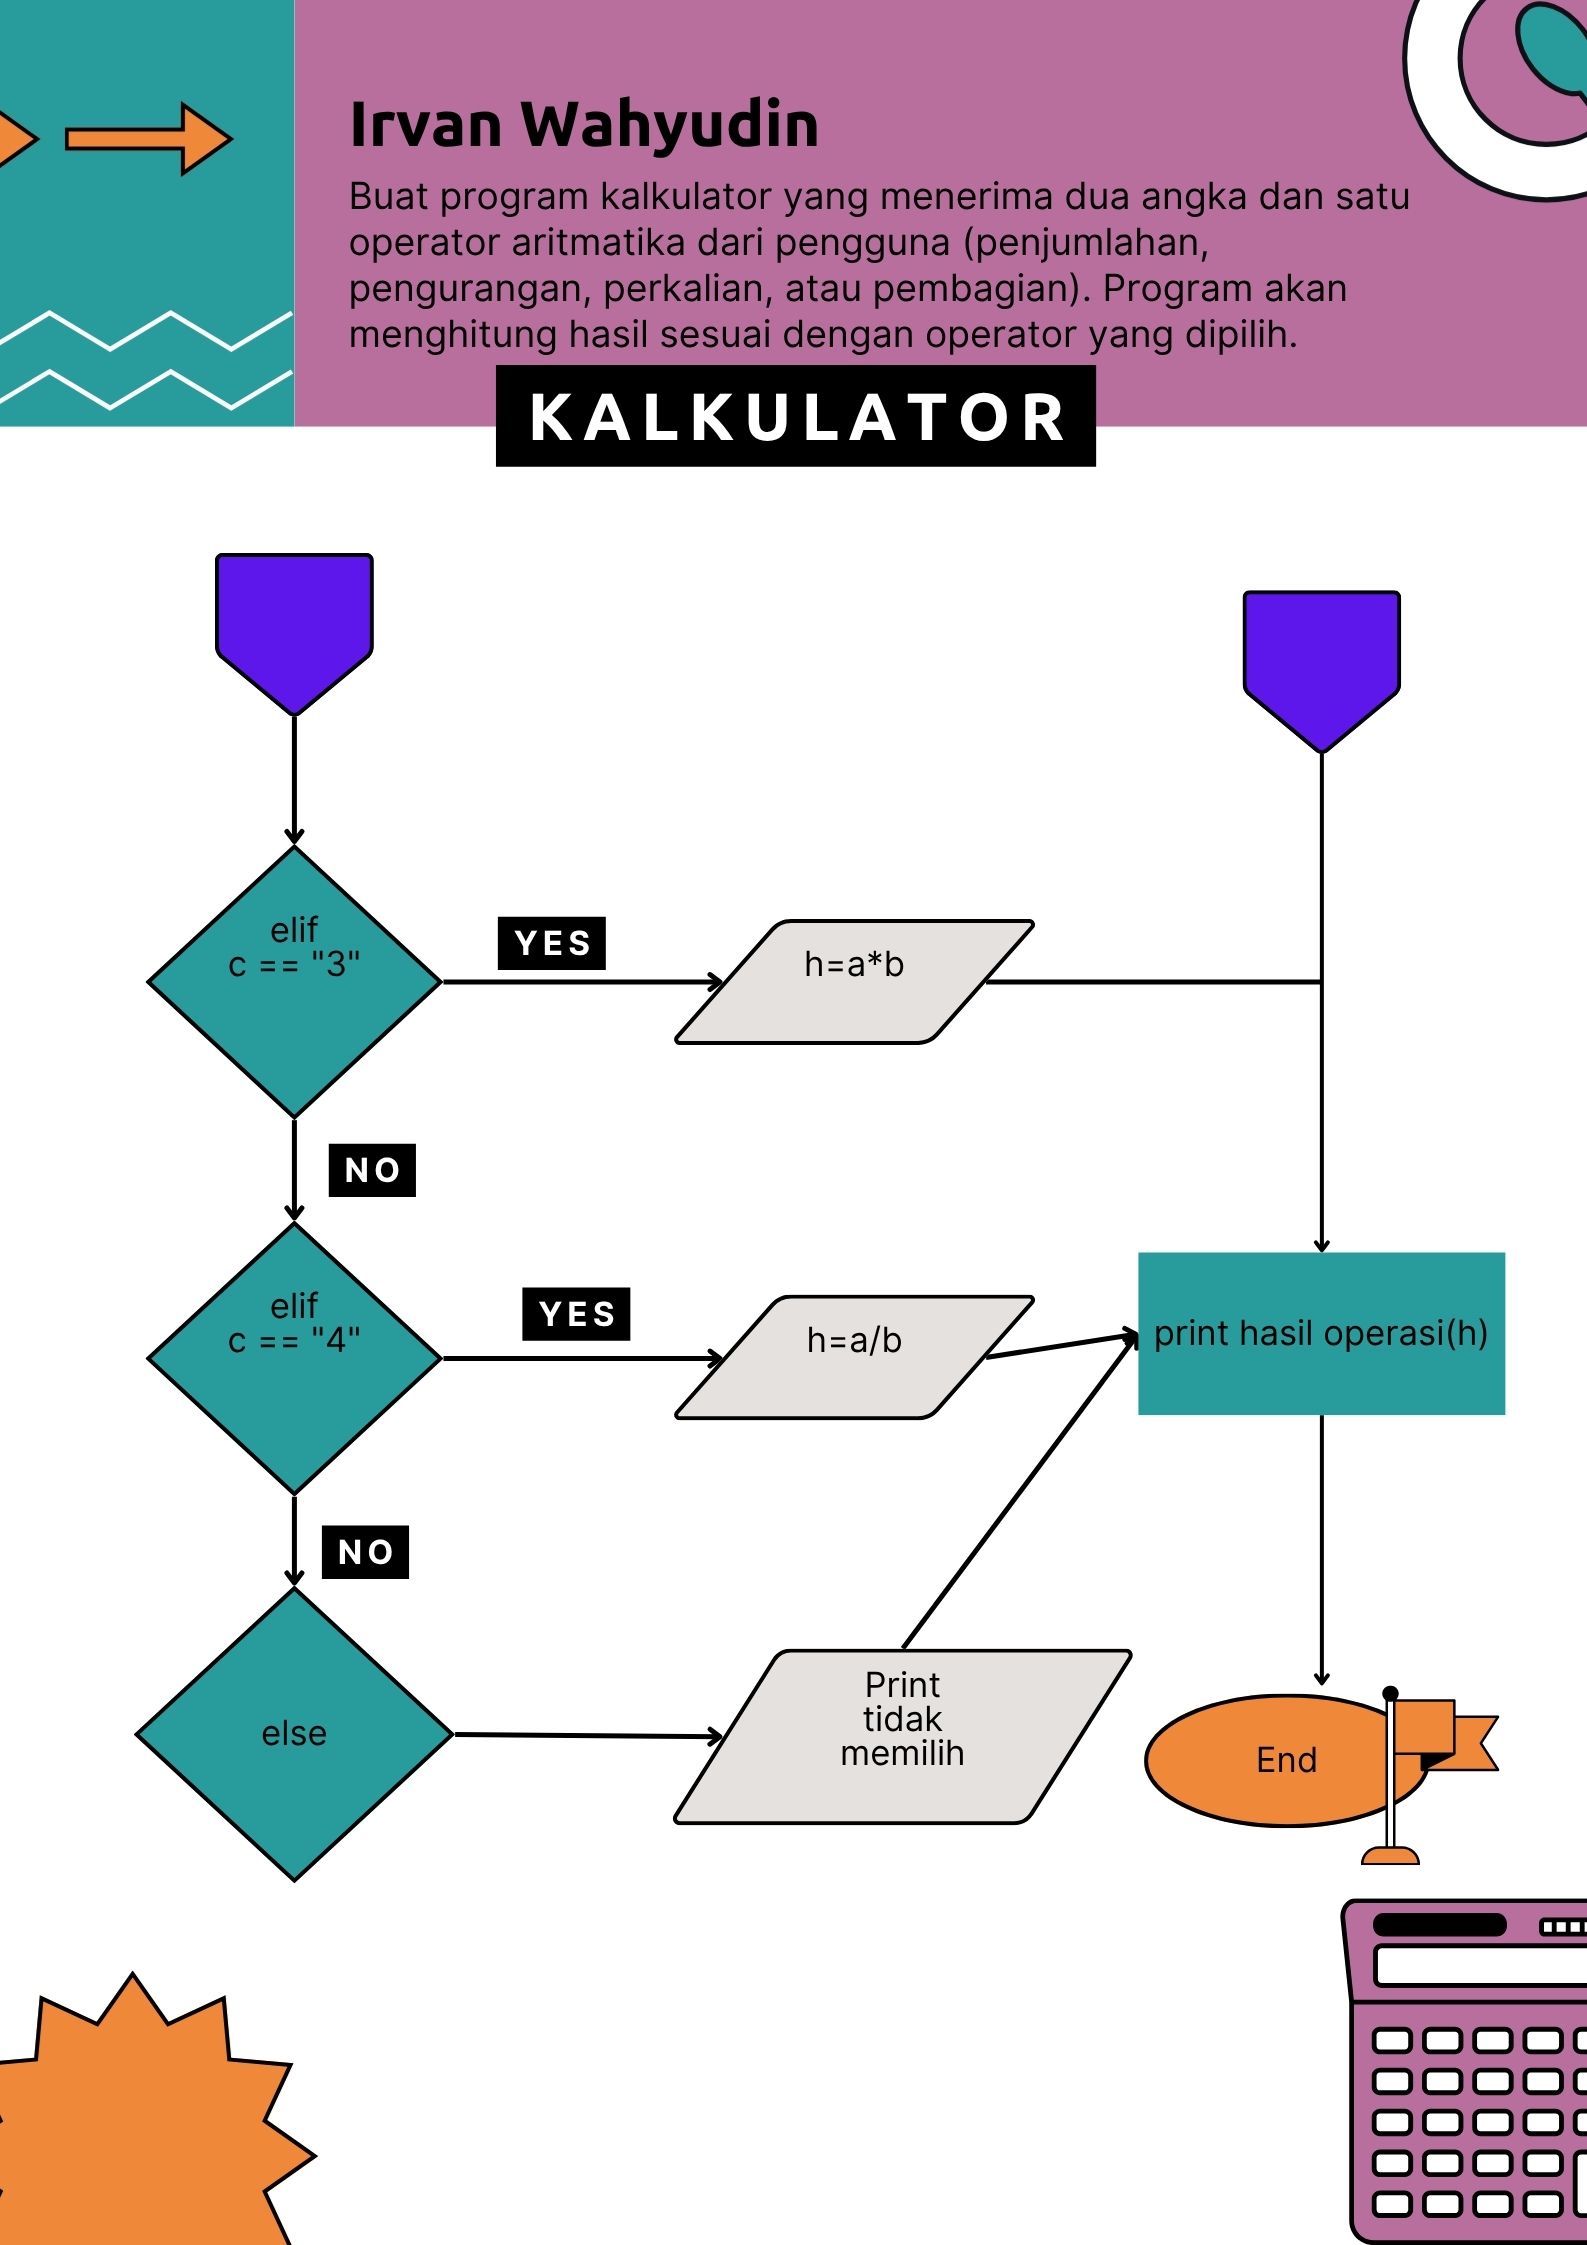 Irvan Wahyudin
Buat program kalkulator yang menerima dua angka dan satu
operator aritmatika dari pengguna (penjumlahan,
pengurangan, perkalian, atau pembagian). Program akan
menghitung hasil sesuai dengan operator yang dipilih.
KALKULATOR
elif
c == "3"
YES
h=a*b
NO
elif
c == "4"
YES
h=a/b
print hasil operasi(h)
NO
else
Print
tidak
memilih
End